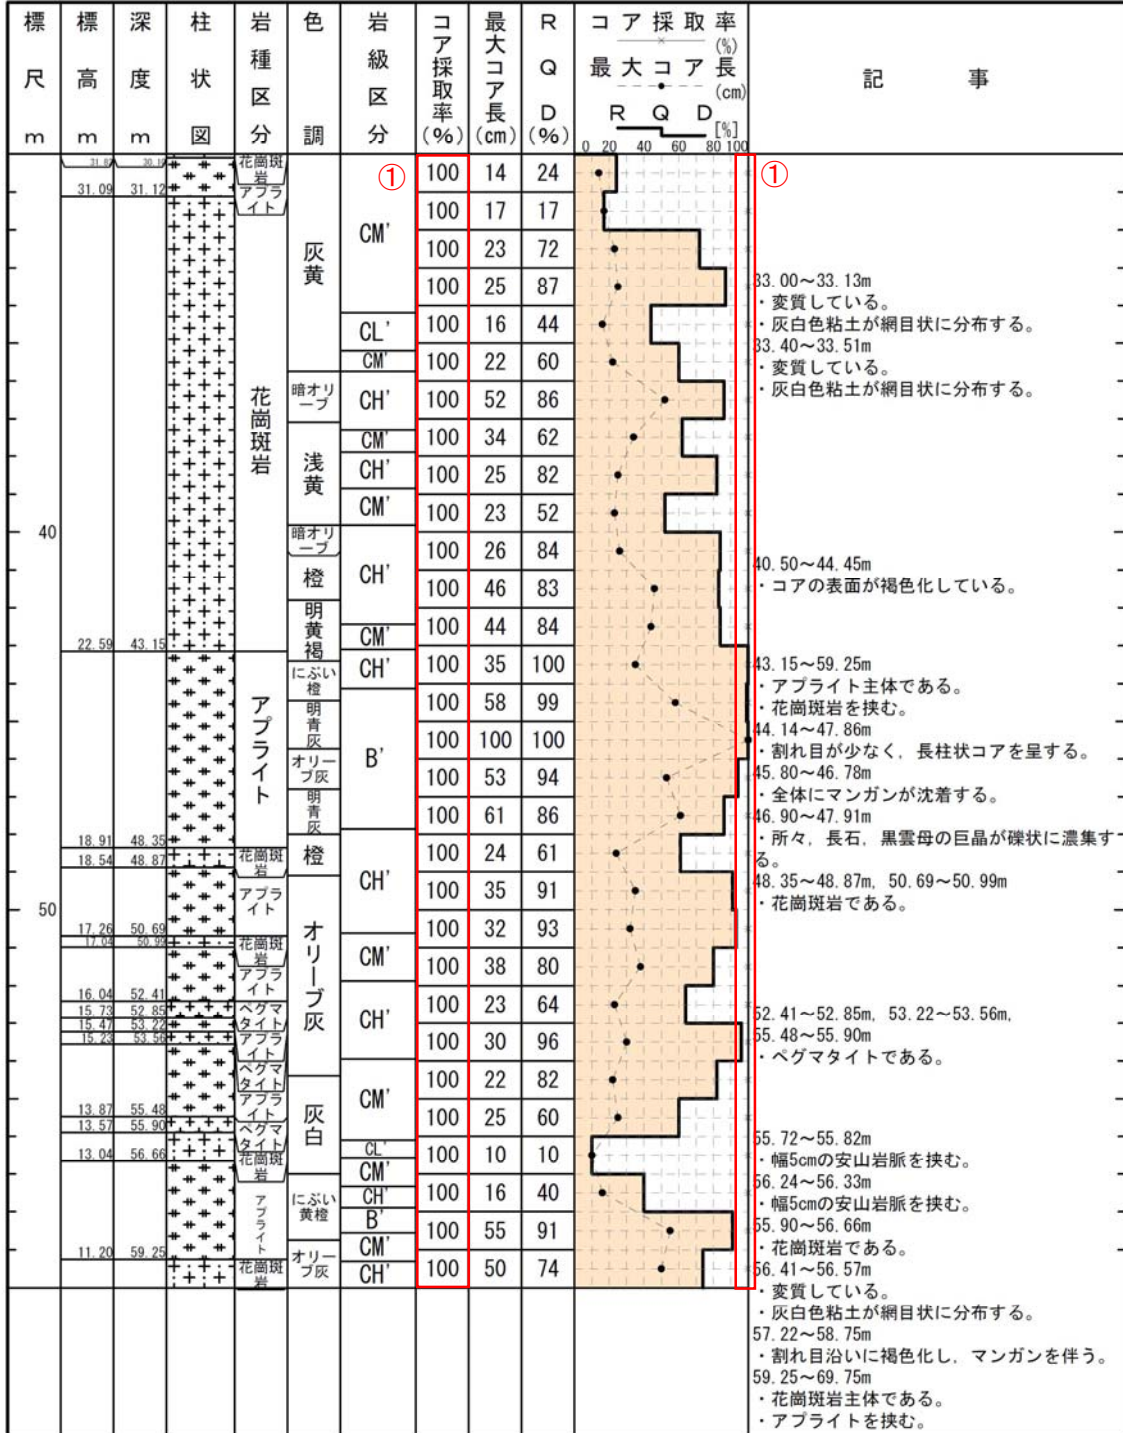 標尺m
標高m
深度m
柱状図
岩種区分
色調
岩級区分
コア採取率(%)
最大コア長(cm)
RQD(%)
コア採取率(%)
最大コア長(cm)
RQD[%]
0 20 40 60 80 100
記事
① ①
40
50
31.09 31.12
22.59 43.15
18.91 48.35
18.54 48.87
17.26 50.69
17.04 50.99
16.04 52.41
15.73 52.85
15.47 53.22
15.23 53.56
13.87 55.48
13.57 55.90
13.04 56.66
11.20 59.25
花崗斑岩
アプライト
花崗斑岩
アプライト
花崗斑岩
アプライト
花崗斑岩
アプライト
ペグマタイト
アプライト
ペグマタイト
アプライト
ペグマタイト
花崗斑岩
アプライト
花崗斑岩
灰黄
暗オリーブ
浅黄
暗オリーブ
橙
明黄褐
にぶい橙
明青灰
オリーブ灰
明青灰
橙
オリーブ灰
灰白
にぶい黄橙
オリーブ灰
CM'
CL'
CM'
CH'
CM'
CH'
CM'
CH'
CM'
CH'
B'
CH'
CM'
CH'
CM'
CL'
CM'
CH'
B'
CM'
CH'
100 14 24
100 17 17
100 23 72
100 25 87
100 16 44
100 22 60
100 52 86
100 34 62
100 25 82
100 23 52
100 26 84
100 46 83
100 44 84
100 35 100
100 58 99
100 100 100
100 53 94
100 61 86
100 24 61
100 35 91
100 32 93
100 38 80
100 23 64
100 30 96
100 22 82
100 25 60
100 10 10
100 16 40
100 55 91
100 50 74
33.00～33.13m
・変質している。
・灰白色粘土が網目状に分布する。
33.40～33.51m
・変質している。
・灰白色粘土が網目状に分布する。
40.50～44.45m
・コアの表面が褐色化している。
43.15～59.25m
・アプライト主体である。
・花崗斑岩を挟む。
44.14～47.86m
・割れ目が少なく，長柱状コアを呈する。
45.80～46.78m
・全体にマンガンが沈着する。
46.90～47.91m
・所々，長石，黒雲母の巨晶が礫状に濃集す
る。
48.35～48.87m, 50.69～50.99m
・花崗斑岩である。
52.41～52.85m, 53.22～53.56m,
55.48～55.90m
・ペグマタイトである。
55.72～55.82m
・幅5cmの安山岩脈を挟む。
56.24～56.33m
・幅5cmの安山岩脈を挟む。
55.90～56.66m
・花崗斑岩である。
56.41～56.57m
・変質している。
・灰白色粘土が網目状に分布する。
57.22～58.75m
・割れ目沿いに褐色化し，マンガンを伴う。
59.25～69.75m
・花崗斑岩主体である。
・アプライトを挟む。